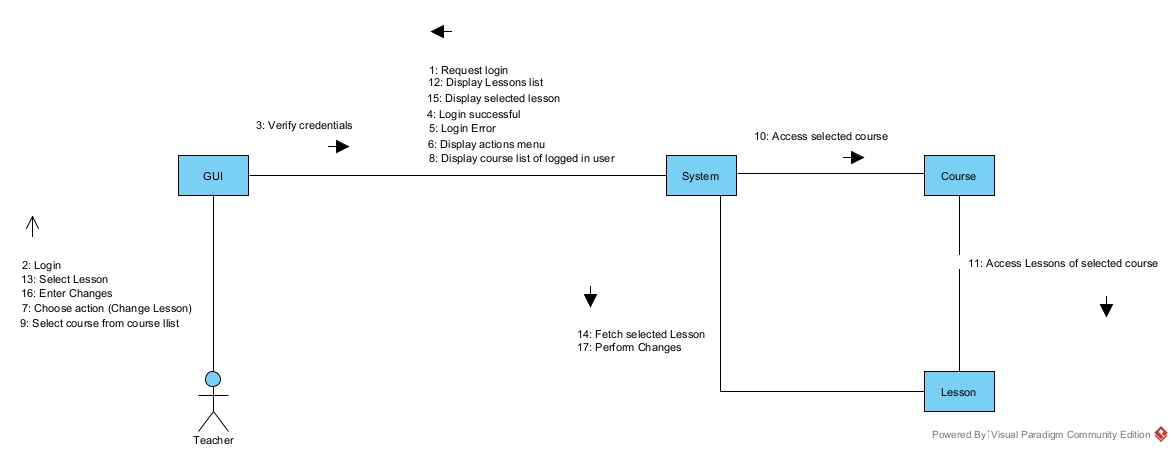 1: Request login
12: Display Lessons list
15: Display selected lesson
4: Login successful
5: Login Error
6: Display actions menu
8: Display course list of logged in user
3: Verify credentials
10: Access selected course
GUI
System
Course
2: Login
13: Select Lesson
16: Enter Changes
7: Choose action (Change Lesson)
9: Select course from course llist
11: Access Lessons of selected course
14: Fetch selected Lesson
17: Perform Changes
Lesson
Teacher
Powered By Visual Paradigm Community Edition